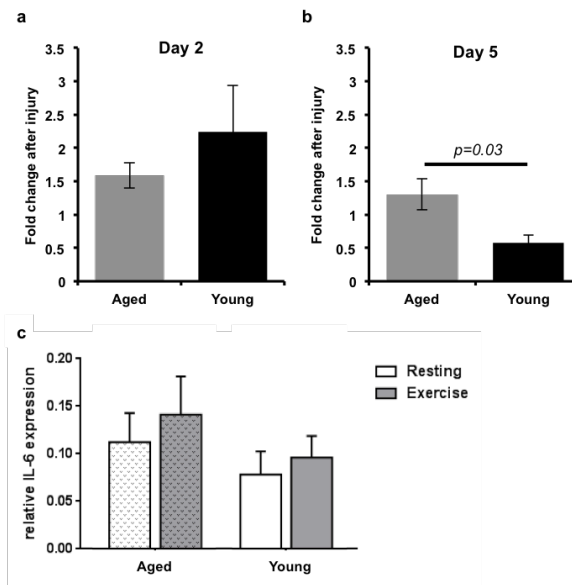 a
Day 2
Fold change after injury
3.5
3
2.5
2
1.5
1
0.5
0
Aged Young
b
Day 5
Fold change after injury
3.5
3
2.5
2
1.5
1
0.5
0
p=0.03
Aged Young
c
relative IL-6 expression
0.20
0.15
0.10
0.05
0.00
Resting
Exercise
Aged Young